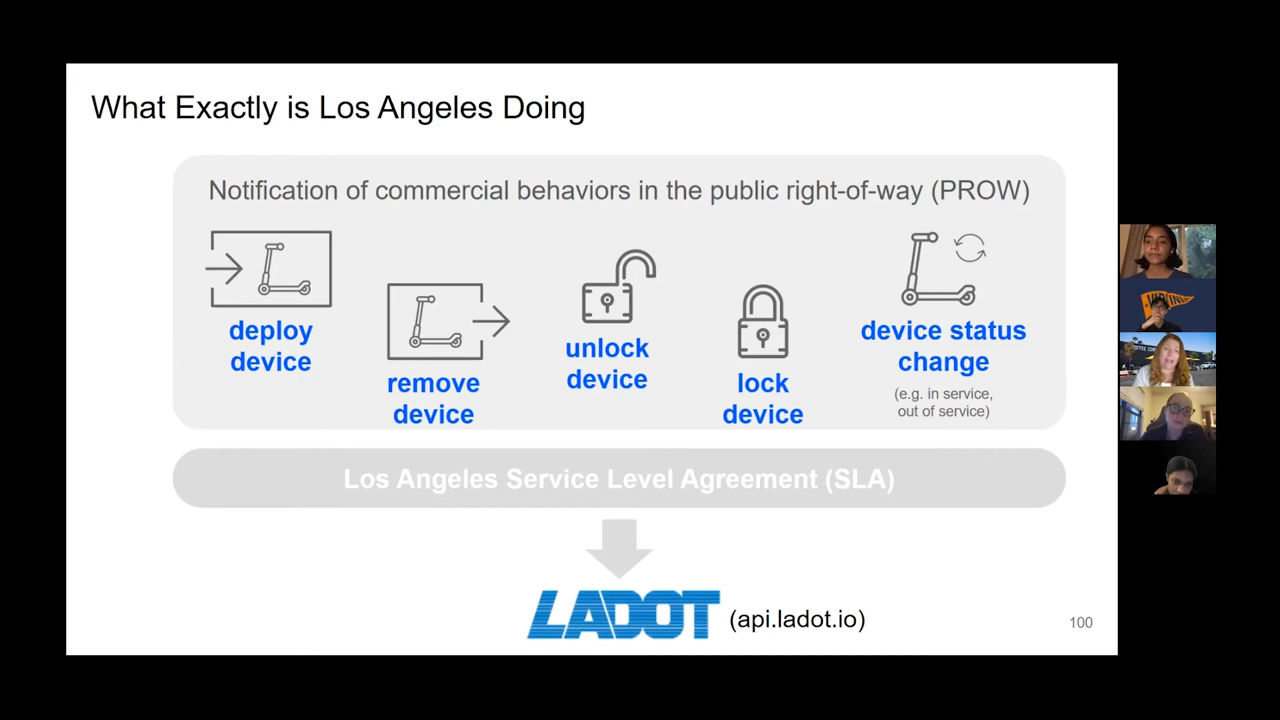 What Exactly is Los Angeles Doing
Notification of commercial behaviors in the public right-of-way (PROW)
deploy
device
remove
device
unlock
device
lock
device
device status
change
(e.g. in service,
out of service)
Los Angeles Service Level Agreement (SLA)
LADOT (api.ladot.io)
100